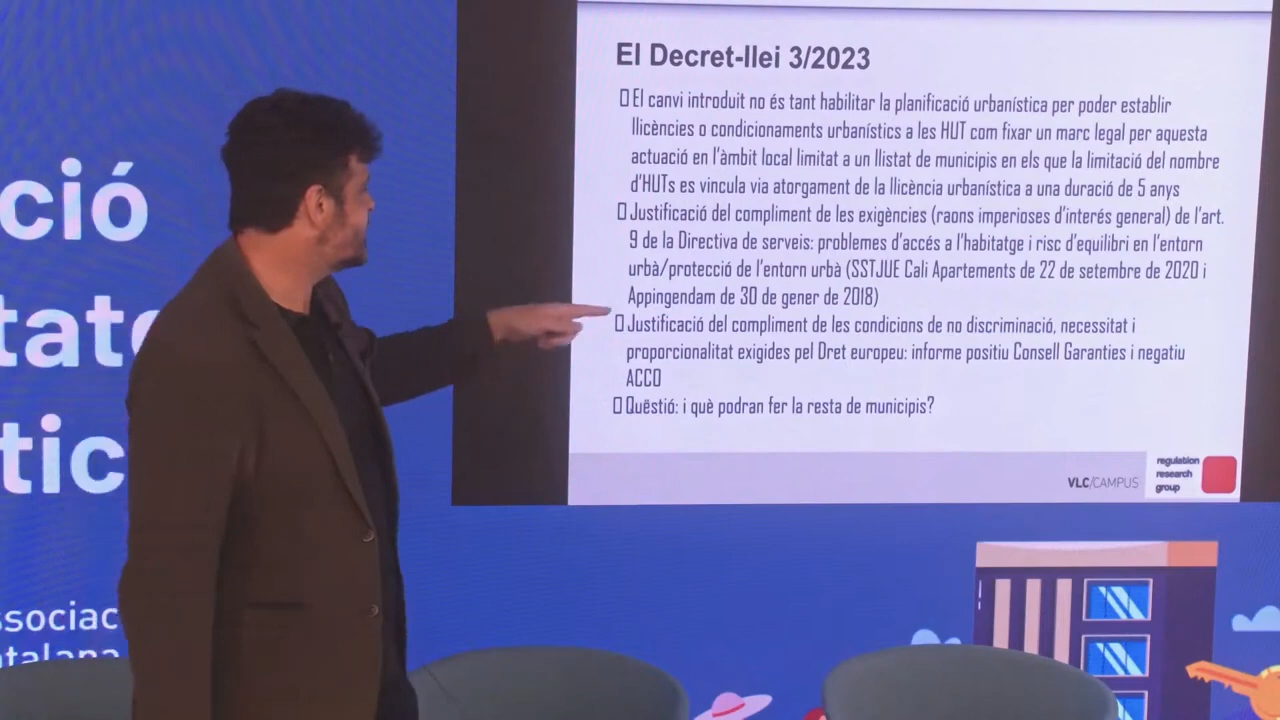 El Decret-llei 3/2023
El canvi introduit no és tant habilitar la planificació urbanística per poder establir
llicències o condicionaments urbanístics a les HUT com fixar un marc legal per aquesta
actuació en l'àmbit local limitat a un llistat de municipis en els que la limitació del nombre
d'HUTs es vincula via atorgament de la llicència urbanística a una duració de 5 anys
Justificació del compliment de les exigències (raons imperioses d'interés general) de l'art.
9 de la Directiva de serveis: problemes d'accés a l'habitatge i risc d'equilibri en l'entorn
urbà/protecció de l'entorn urbà (SSTJUE Cali Apartements de 22 de setembre de 2020 i
Appingendam de 30 de gener de 2018)
Justificació del compliment de les condicions de no discriminació, necessitat i
proporcionalitat exigides pel Dret europeu: informe positiu Consell Garanties i negatiu
ACCO
Qüestió: i què podran fer la resta de municipis?
VLC/CAMPUS
regulation
research
group
ció
tat
tic
ssociac
atalana